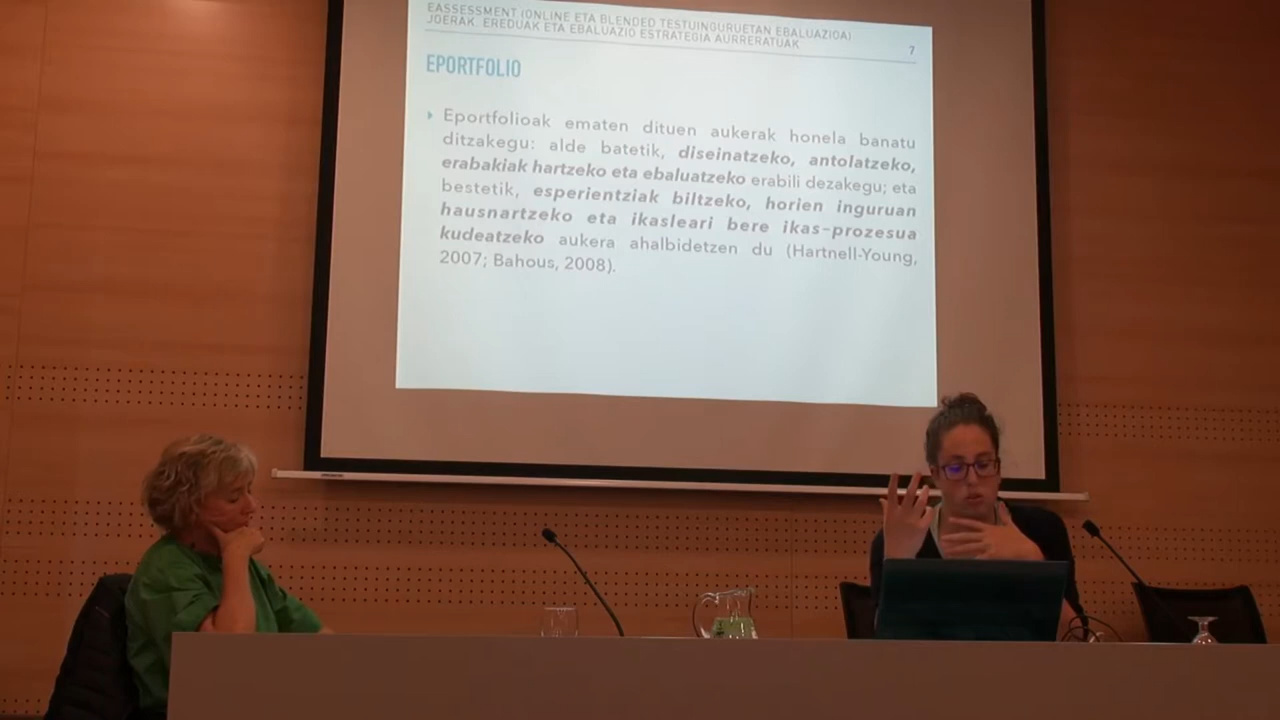 EASSESSMENT (ONLINE ETA BLENDED TESTUINGURUETAN EBALUAZIOA)
JOERAK, EREDUAK ETA EBALUAZIO ESTRATEGIA AURRERATUAK
7
EPORTFOLIO
Eportfolioak ematen dituen aukerak honela banatu
ditzakegu: alde batetik, diseinatzeko, antolatzeko,
erabakiak hartzeko eta ebaluatzeko erabili dezakegu; eta
bestetik, esperientziak biltzeko, horien inguruan
hausnartzeko eta ikasleari bere ikas-prozesua
kudeatzeko aukera ahalbidetzen du (Hartnell-Young,
2007; Bahous, 2008).